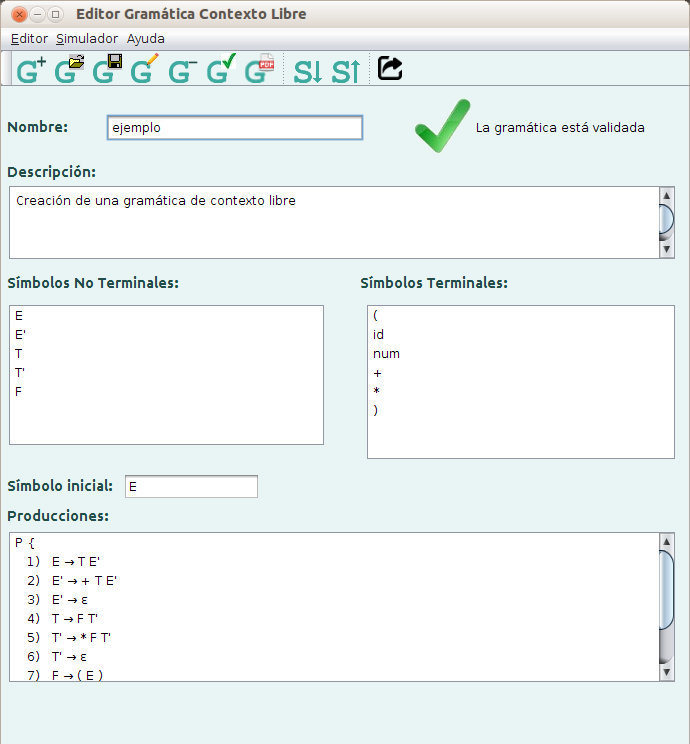 Editor Gramática Contexto Libre
Editor Simulador Ayuda
G+ G G G G- G G PDF S↓ S↑
Nombre: ejemplo La gramática está validada
Descripción:
Creación de una gramática de contexto libre
Símbolos No Terminales: Símbolos Terminales:
E (
E' id
T num
T' +
F *
)
Símbolo inicial: E
Producciones:
P {
1) E → T E'
2) E' → + T E'
3) E' → ε
4) T → F T'
5) T' → * F T'
6) T' → ε
7) F → ( E )